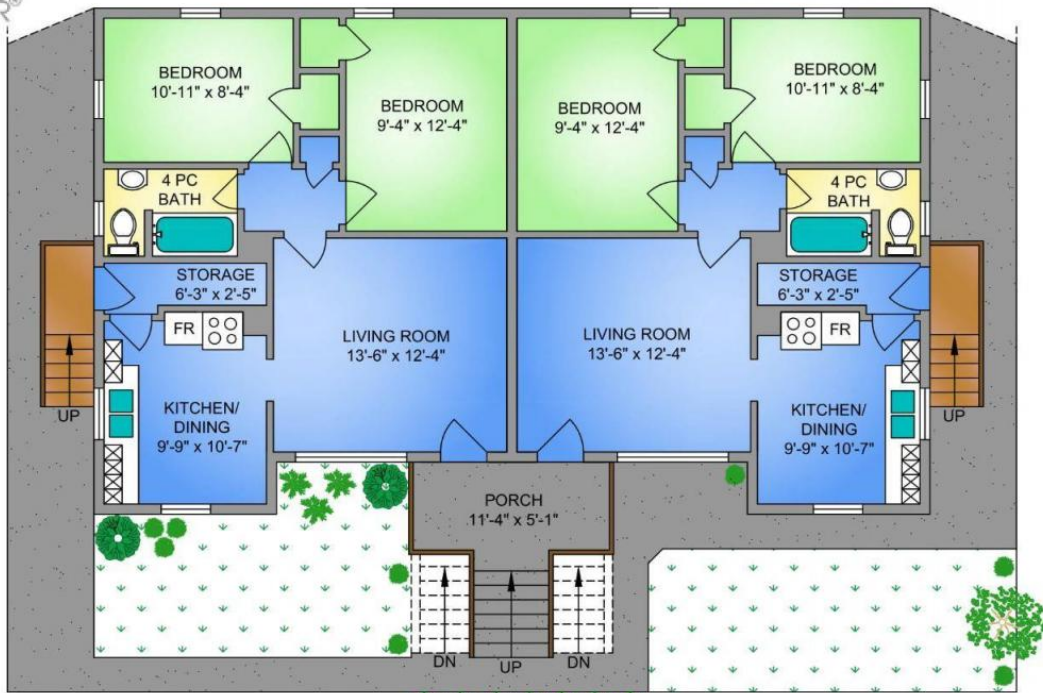 BEDROOM
10'-11" x 8'-4"
BEDROOM
9'-4" x 12'-4"
BEDROOM
9'-4" x 12'-4"
BEDROOM
10'-11" x 8'-4"
4 PC
BATH
4 PC
BATH
STORAGE
6'-3" x 2'-5"
STORAGE
6'-3" x 2'-5"
FR
LIVING ROOM
13'-6" x 12'-4"
LIVING ROOM
13'-6" x 12'-4"
FR
UP
KITCHEN/
DINING
9'-9" x 10'-7"
KITCHEN/
DINING
9'-9" x 10'-7"
UP
PORCH
11'-4" x 5'-1"
DN
UP
DN